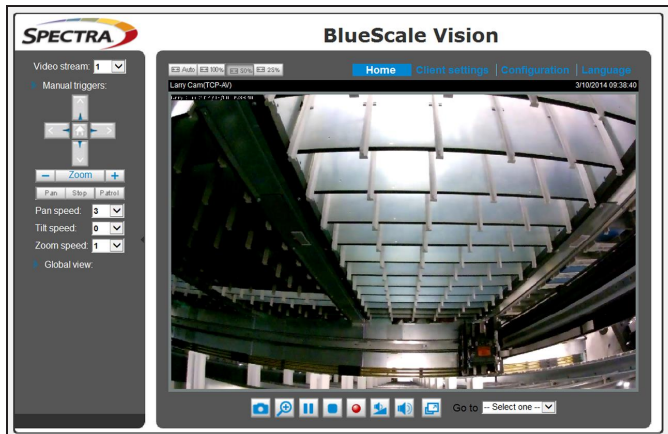 SPECTRA
BlueScale Vision
Video stream: 1
Manual triggers:
Zoom
Pan Stop Patrol
Pan speed: 3
Tilt speed: 0
Zoom speed: 1
Global view:
Auto 100% 50% 25%
Home Client settings Configuration Language
Larry Cam(TCP-AV) 3/10/2014 09:38:40
Go to -- Select one --